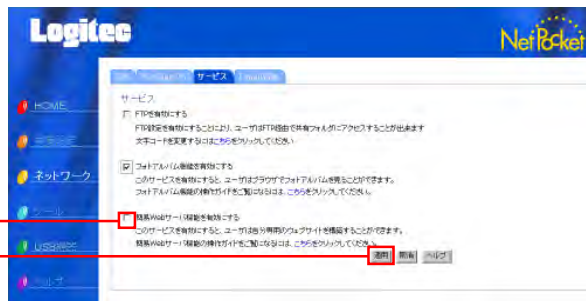 Logitec
NetPocket
サービス
HOME
ネットワーク
ツール
USB機器
ヘルプ
サービス
FTPを有効にする
FTP設定を有効にすることにより、ユーザはFTP経由で共有フォルダにアクセスすることが出来ます
文字コードを変更するにはこちらをクリックしてください
フォトアルバム機能を有効にする
このサービスを有効にすると、ユーザはブラウザでフォトアルバムを見ることができます。
フォトアルバム機能の操作ガイドをご覧になるには、こちらをクリックしてください。
簡易Webサーバ機能を有効にする
このサービスを有効にすると、ユーザは自分専用のウェブサイトを構築することができます。
簡易Webサーバ機能の操作ガイドをご覧になるには、こちらをクリックしてください。
適用 取消 ヘルプ